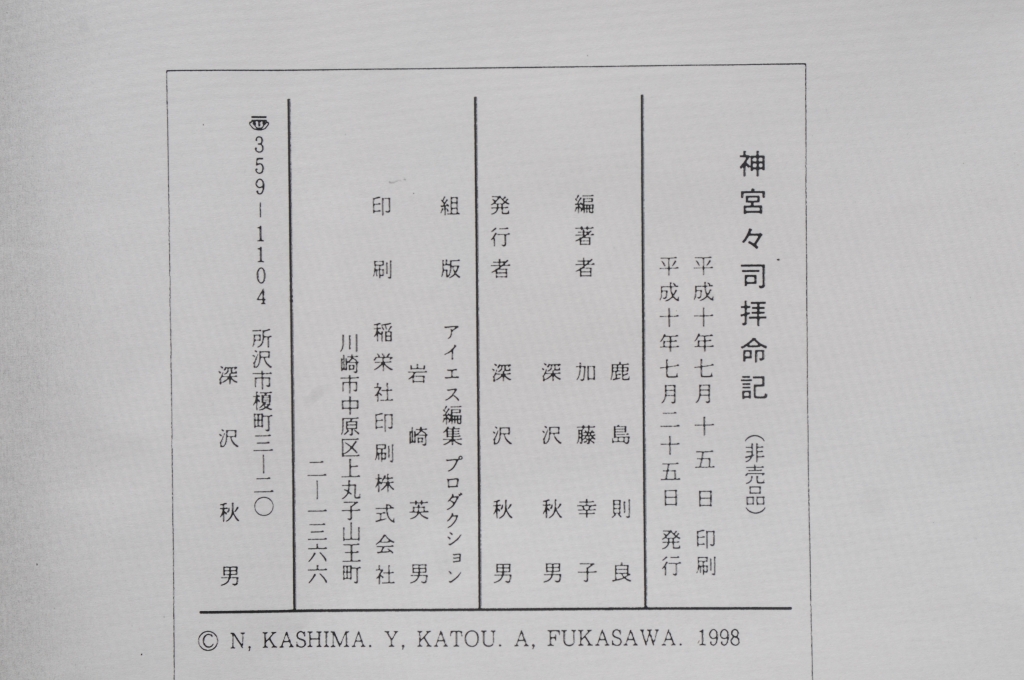 神宮々司拝命記 (非売品)
平成十年七月十五日 印刷
平成十年七月二十五日 発行
鹿島則良
編著者 加藤幸子
深沢秋男
発行者 深沢秋男
組版 アイエス編集プロダクション
岩崎英男
印刷 稲栄社印刷株式会社
川崎市中原区上丸子山王町
二―一三六六
〠359-1104 所沢市榎町三―二〇
深沢秋男
© N, KASHIMA. Y, KATOU. A, FUKASAWA. 1998